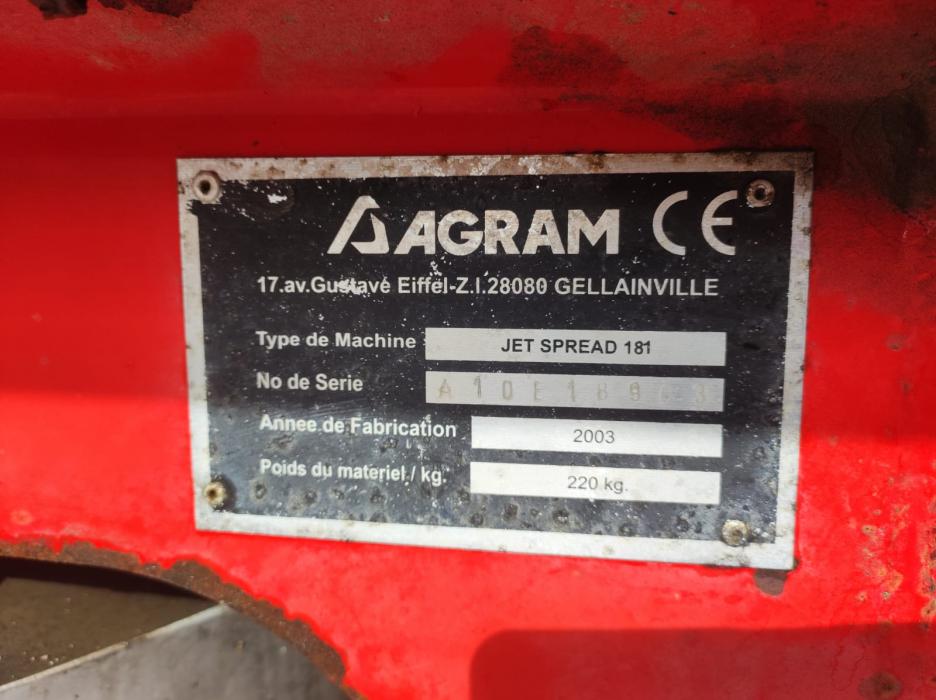 AGRAM CE
17.av.Gustave Eiffel-Z.I.28080 GELLAINVILLE
Type de Machine JET SPREAD 181
No de Serie
Annee de Fabrication 2003
Poids du materiel / kg. 220 kg.